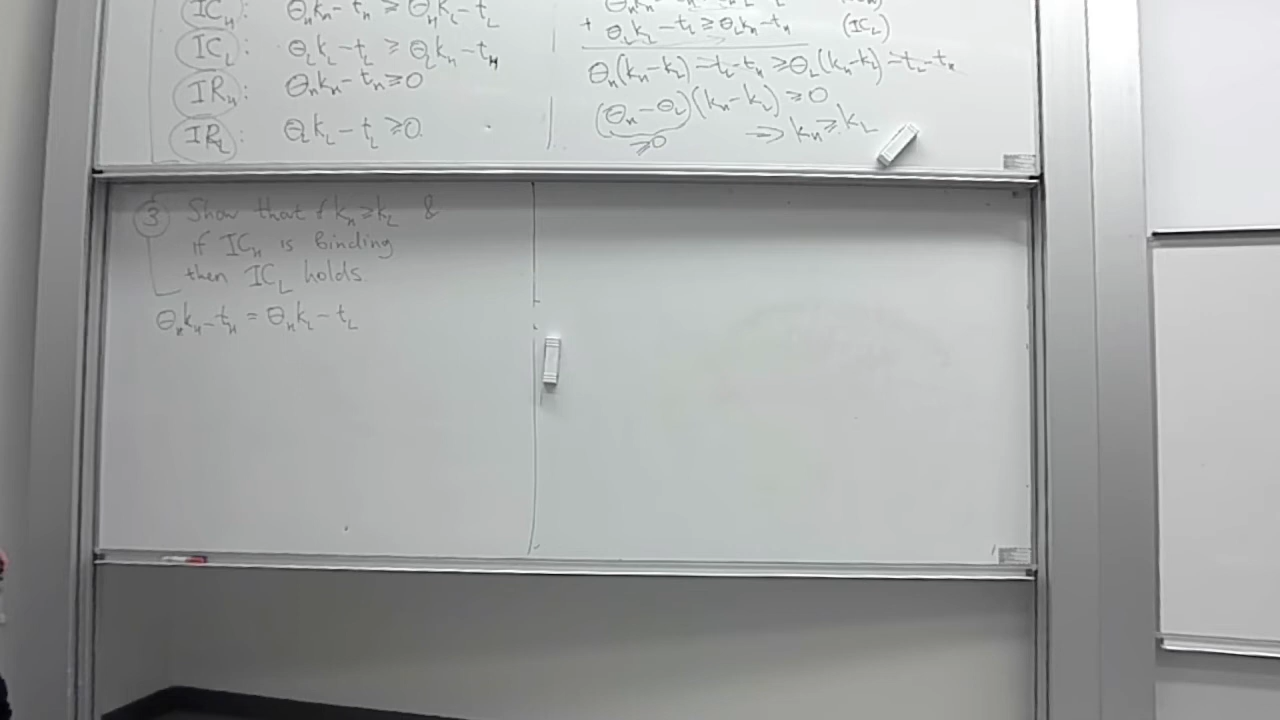 IC_H: θ_H k_H - t_H ≥ θ_H k_L - t_L
IC_L: θ_L k_L - t_L ≥ θ_L k_H - t_H
IR_H: θ_H k_H - t_H ≥ 0
IR_L: θ_L k_L - t_L ≥ 0.
+ θ_L k_L - t_L ≥ θ_L k_H - t_H (IC_L)
θ_H(k_H - k_L) - t_L - t_H ≥ θ_L(k_H - k_L) - t_L - t_H
(θ_H - θ_L)(k_H - k_L) ≥ 0
≥0 ⇒ k_H ≥ k_L
③ Show that if k_H ≥ k_L &
if IC_H is binding
then IC_L holds.
θ_H k_H - t_H = θ_H k_L - t_L